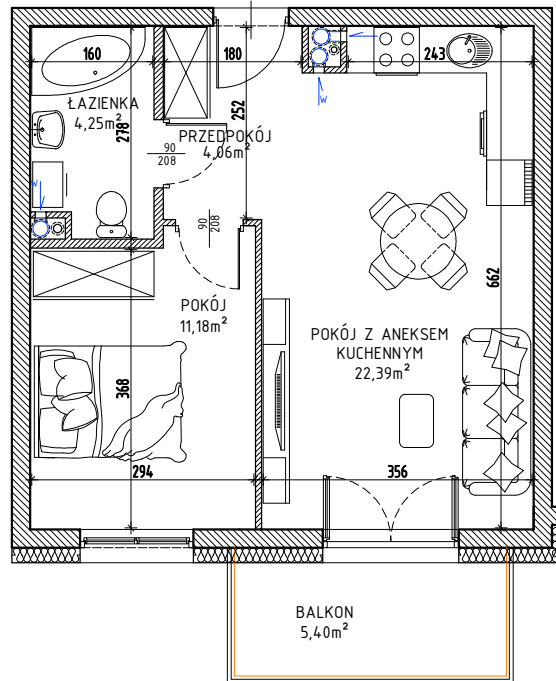 160
180
243
ŁAZIENKA
4,25m²
278
252
PRZEDPOKÓJ
4,06m²
90
208
90
208
W
W
662
POKÓJ
11,18m²
POKÓJ Z ANEKSEM
KUCHENNYM
22,39m²
368
294
356
BALKON
5,40m²